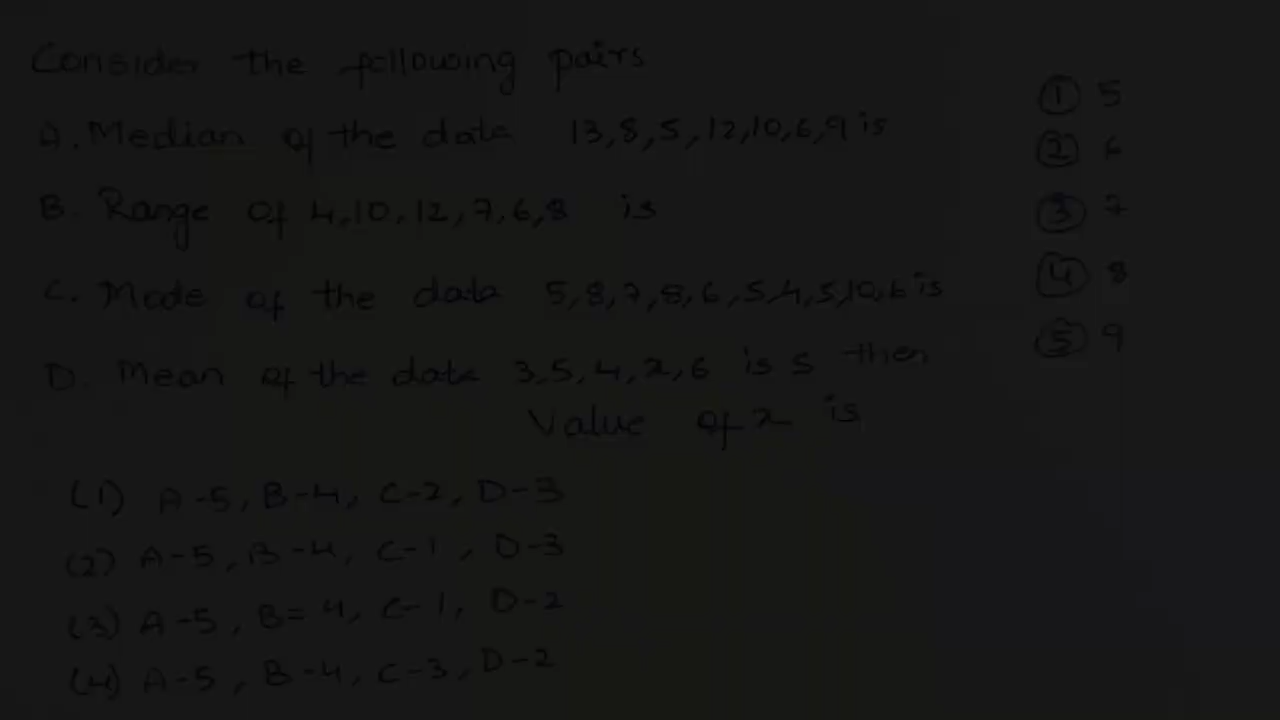 Consider the following pairs
A. Median of the data 13,8,5,12,10,6,9 is
B. Range of 4,10,12,7,6,8 is
C. Mode of the data 5,8,7,8,6,5,4,5,10,6 is
D. Mean of the data 3,5,4,x,6 is 5 then
Value of x is
① 5
② 6
③ 7
④ 8
⑤ 9
(1) A-5, B-4, C-2, D-3
(2) A-5, B-4, C-1, D-3
(3) A-5, B=4, C-1, D-2
(4) A-5, B-4, C-3, D-2